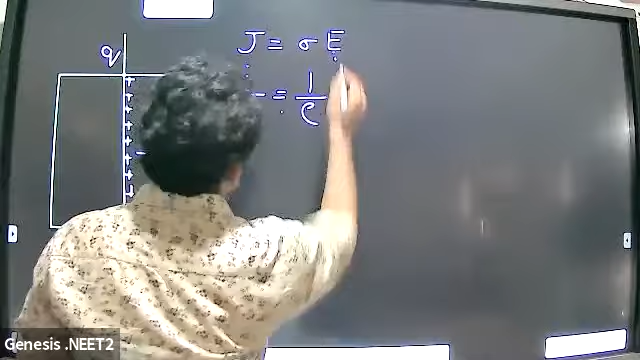 q
J = σ E
= 1/ρ
Genesis .NEET2